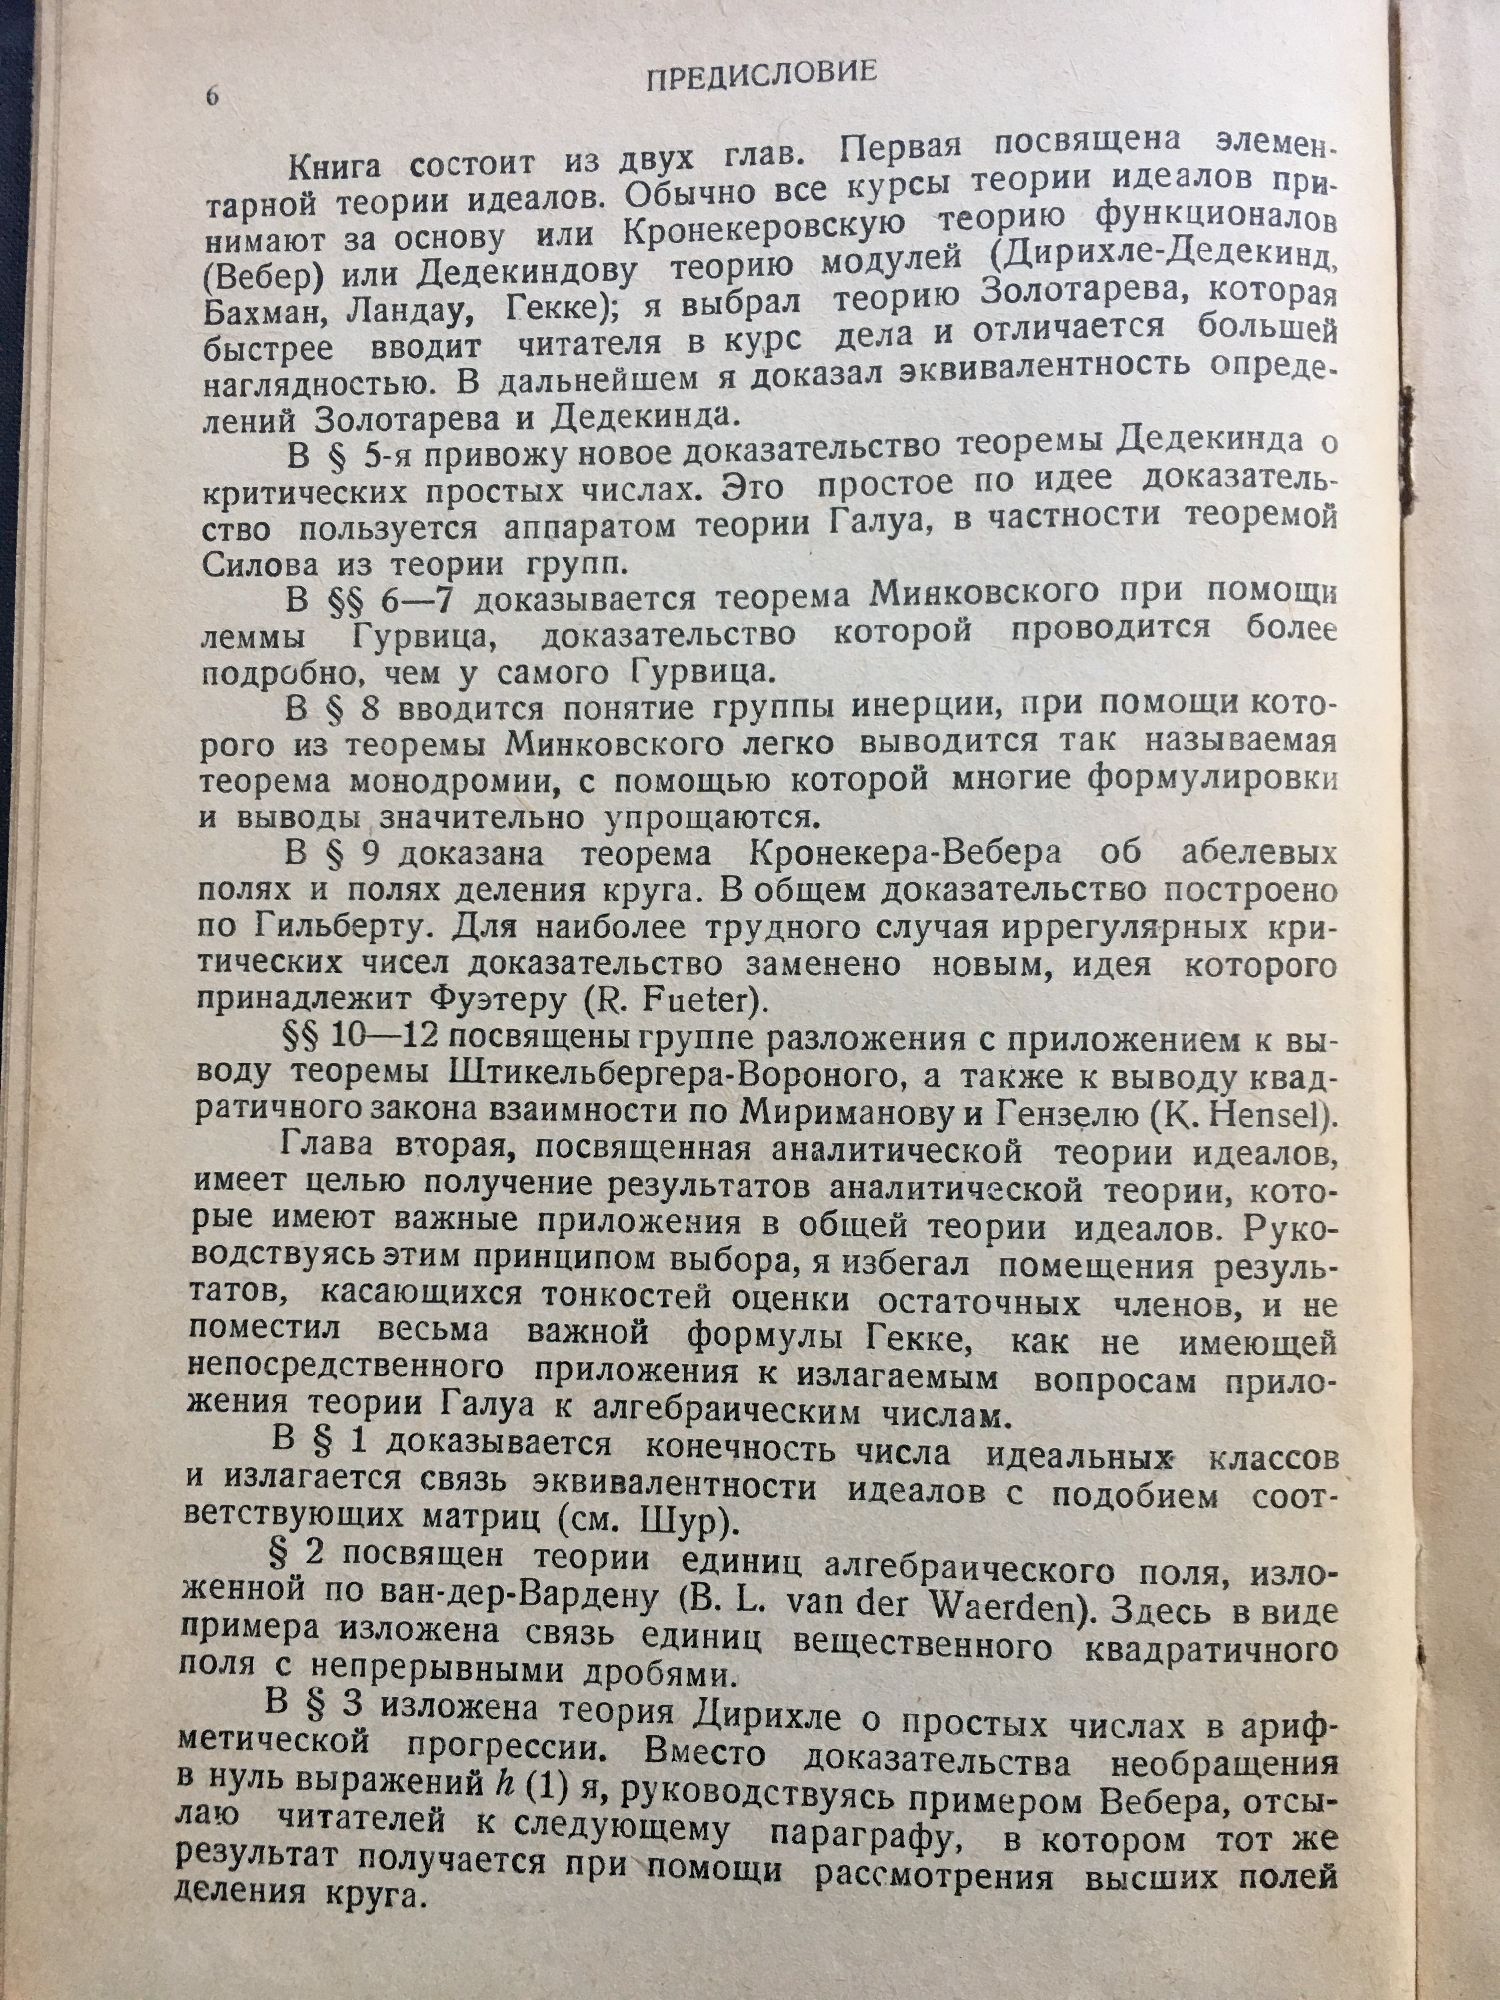 6
ПРЕДИСЛОВИЕ
Книга состоит из двух глав. Первая посвящена элемен-
тарной теории идеалов. Обычно все курсы теории идеалов при-
нимают за основу или Кронекеровскую теорию функционалов
(Вебер) или Дедекиндову теорию модулей (Дирихле-Дедекинд,
Бахман, Ландау, Гекке); я выбрал теорию Золотарева, которая
быстрее вводит читателя в курс дела и отличается большей
наглядностью. В дальнейшем я доказал эквивалентность опреде-
лений Золотарева и Дедекинда.
В § 5-я привожу новое доказательство теоремы Дедекинда о
критических простых числах. Это простое по идее доказатель-
ство пользуется аппаратом теории Галуа, в частности теоремой
Силова из теории групп.
В §§ 6—7 доказывается теорема Минковского при помощи
леммы Гурвица, доказательство которой проводится более
подробно, чем у самого Гурвица.
В § 8 вводится понятие группы инерции, при помощи кото-
рого из теоремы Минковского легко выводится так называемая
теорема монодромии, с помощью которой многие формулировки
и выводы значительно упрощаются.
В § 9 доказана теорема Кронекера-Вебера об абелевых
полях и полях деления круга. В общем доказательство построено
по Гильберту. Для наиболее трудного случая иррегулярных кри-
тических чисел доказательство заменено новым, идея которого
принадлежит Фуэтеру (R. Fueter).
§§ 10—12 посвящены группе разложения с приложением к вы-
воду теоремы Штикельбергера-Вороного, а также к выводу квад-
ратичного закона взаимности по Мириманову и Гензелю (K. Hensel).
Глава вторая, посвященная аналитической теории идеалов,
имеет целью получение результатов аналитической теории, кото-
рые имеют важные приложения в общей теории идеалов. Руко-
водствуясь этим принципом выбора, я избегал помещения резуль-
татов, касающихся тонкостей оценки остаточных членов, и не
поместил весьма важной формулы Гекке, как не имеющей
непосредственного приложения к излагаемым вопросам прило-
жения теории Галуа к алгебраическим числам.
В § 1 доказывается конечность числа идеальных классов
и излагается связь эквивалентности идеалов с подобием соот-
ветствующих матриц (см. Шур).
§ 2 посвящен теории единиц алгебраического поля, изло-
женной по ван-дер-Вардену (B. L. van der Waerden). Здесь в виде
примера изложена связь единиц вещественного квадратичного
поля с непрерывными дробями.
В § 3 изложена теория Дирихле о простых числах в ариф-
метической прогрессии. Вместо доказательства необращения
в нуль выражений h (1) я, руководствуясь примером Вебера, отсы-
лаю читателей к следующему параграфу, в котором тот же
результат получается при помощи рассмотрения высших полей
деления круга.